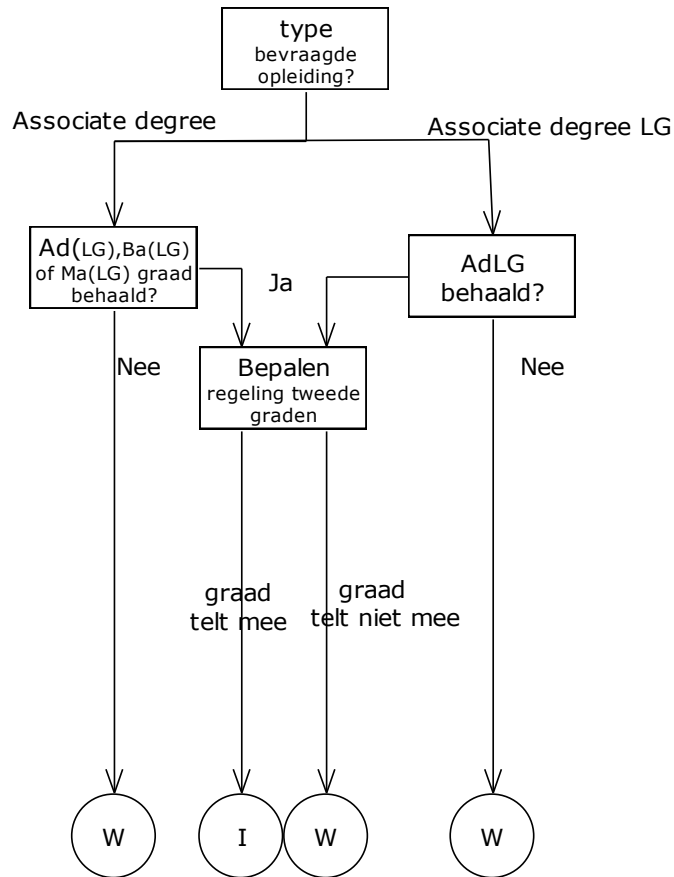 type
bevraagde
opleiding?
Associate degree
Associate degree LG
Ad(LG),Ba(LG)
of Ma(LG) graad
behaald?
Ja
AdLG
behaald?
Nee
Bepalen
regeling tweede
graden
Nee
graad
telt mee
graad
telt niet mee
W
I
W
W